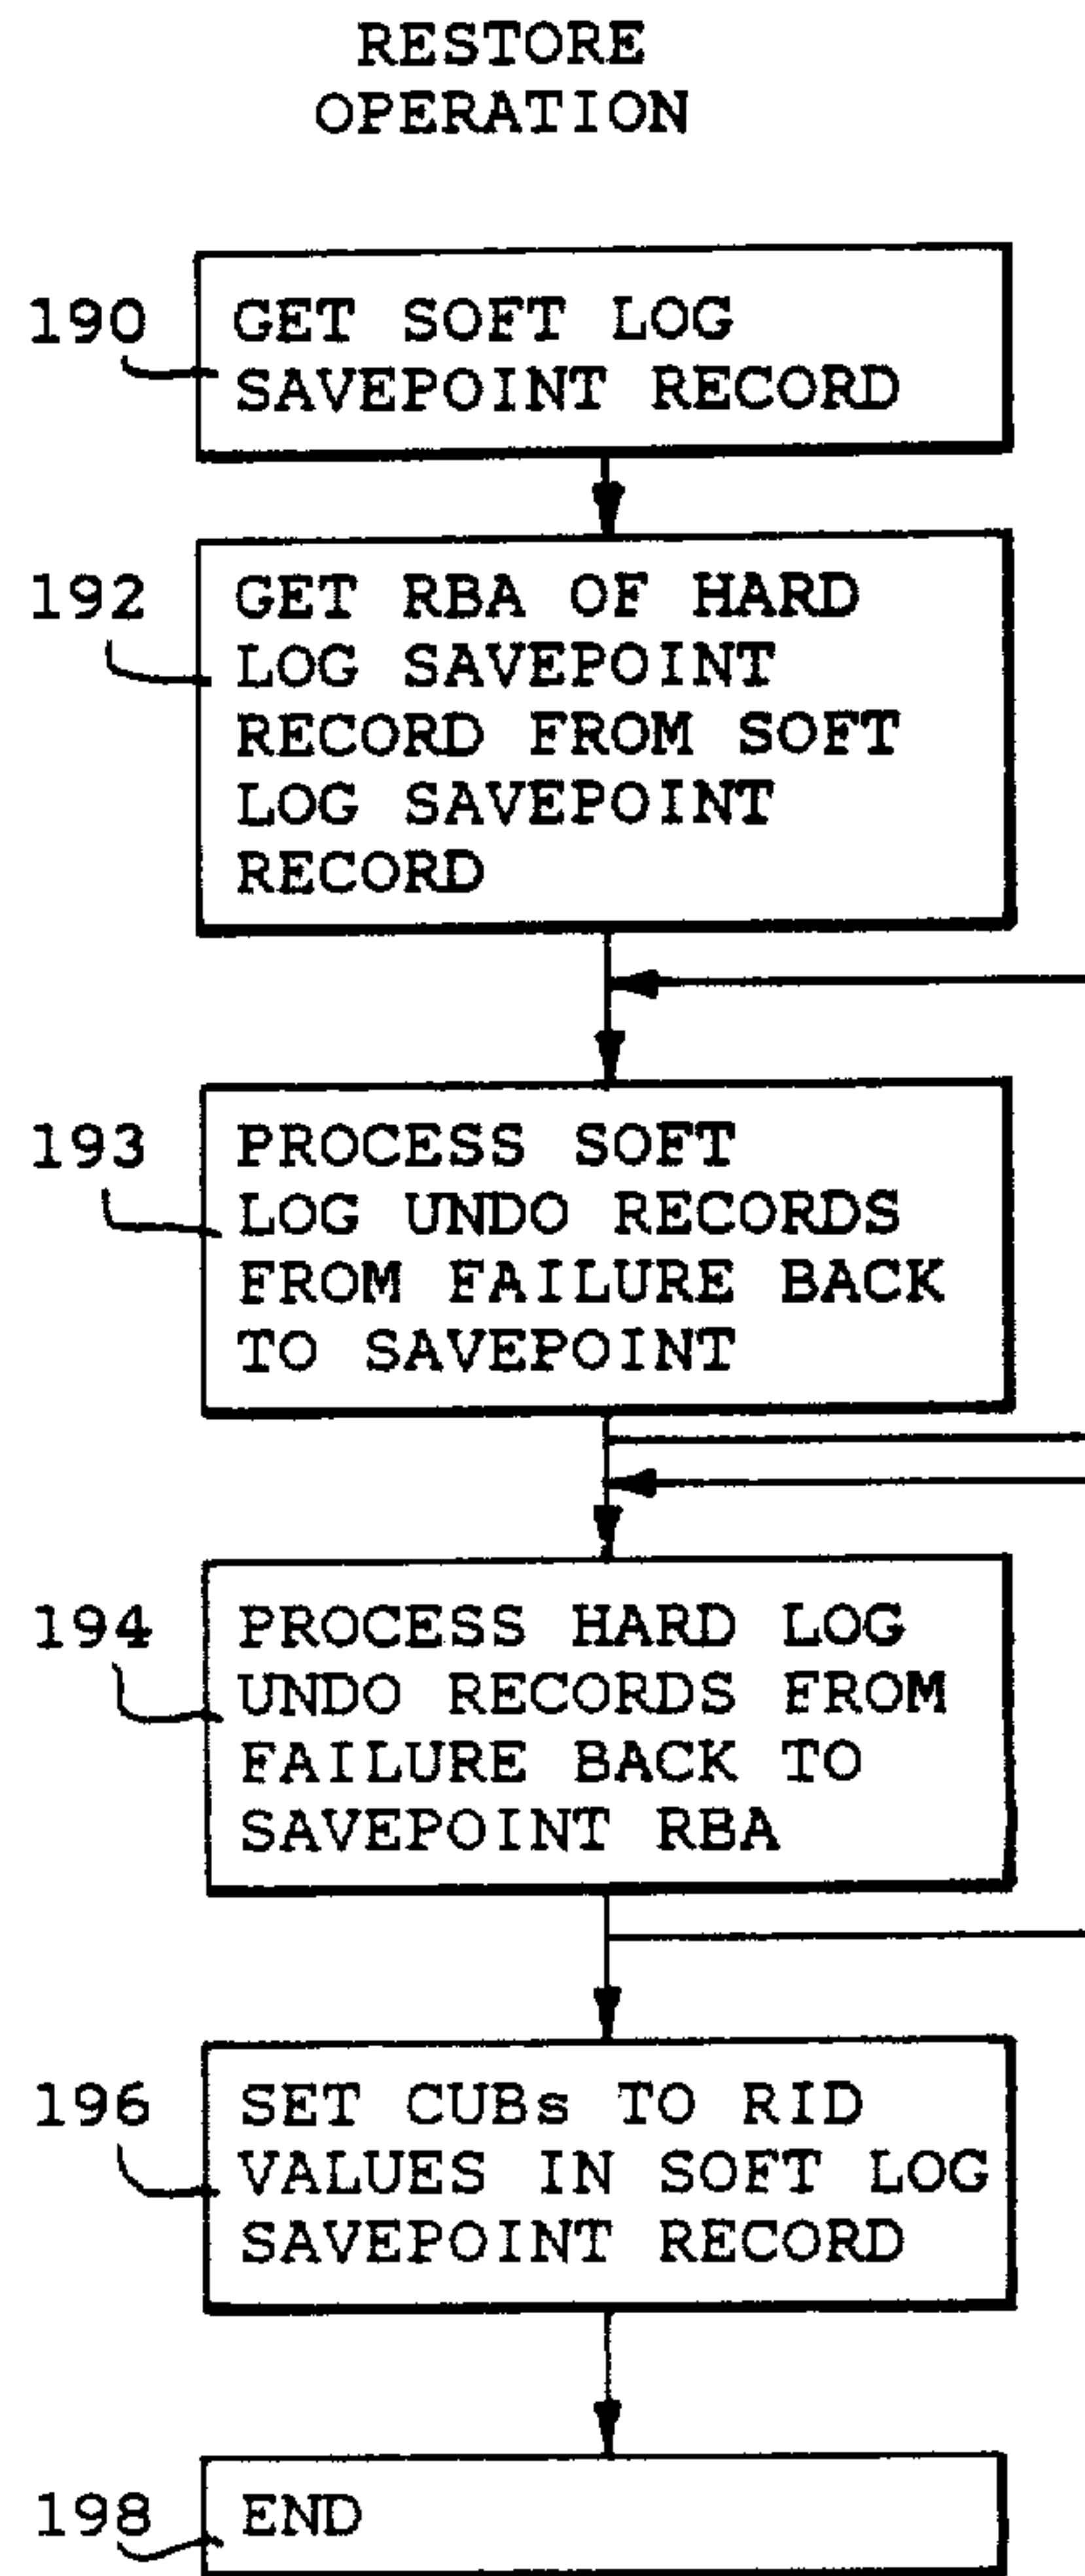 RESTORE
OPERATION
190
GET SOFT LOG
SAVEPOINT RECORD
192
GET RBA OF HARD
LOG SAVEPOINT
RECORD FROM SOFT
LOG SAVEPOINT
RECORD
193
PROCESS SOFT
LOG UNDO RECORDS
FROM FAILURE BACK
TO SAVEPOINT
194
PROCESS HARD LOG
UNDO RECORDS FROM
FAILURE BACK TO
SAVEPOINT RBA
196
SET CUBs TO RID
VALUES IN SOFT LOG
SAVEPOINT RECORD
198
END